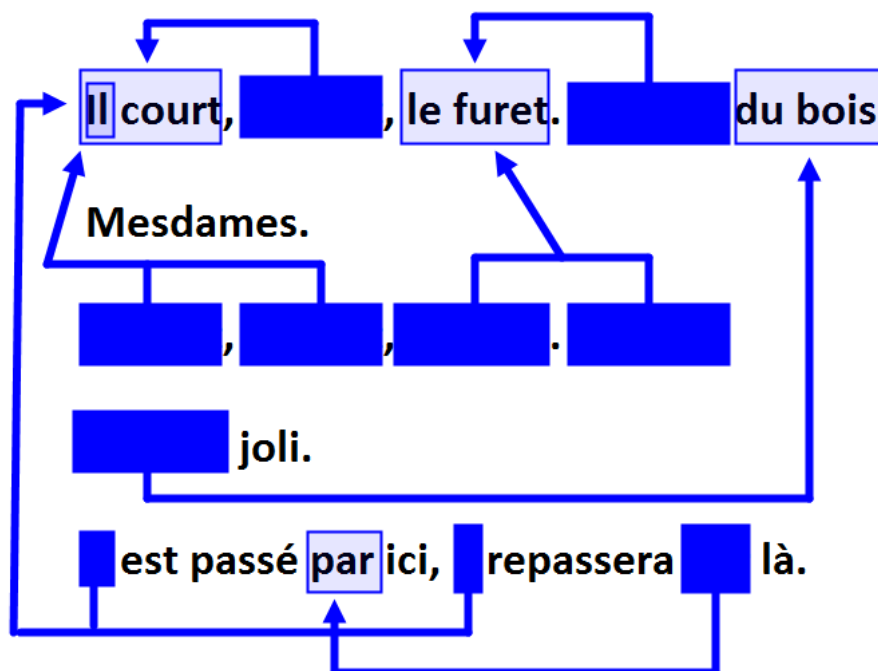 Il court, , le furet. du bois
Mesdames.
, , .
joli.
est passé par ici, repassera là.